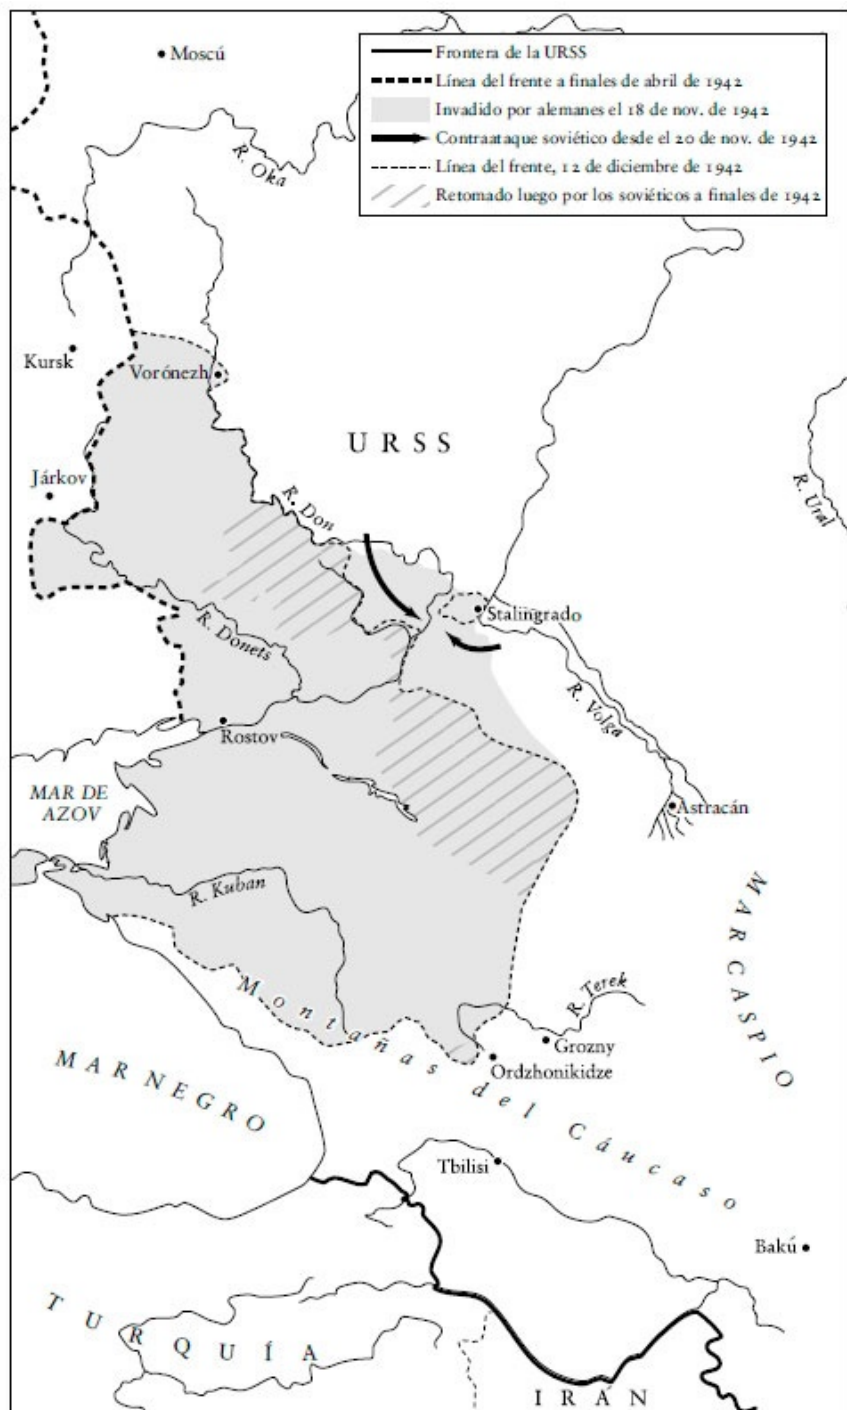 Moscú
Frontera de la URSS
Línea del frente a finales de abril de 1942
Invadido por alemanes el 18 de nov. de 1942
Contraataque soviético desde el 20 de nov. de 1942
Línea del frente, 12 de diciembre de 1942
Retomado luego por los soviéticos a finales de 1942
R. Oka
Kursk
Vorónezh
URSS
Járkov
R. Don
R. Ural
Stalingrado
R. Donets
R. Volga
Rostov
MAR DE
AZOV
Astracán
R. Kuban
MAR CASPIO
Montañas del Cáucaso
R. Terek
Grozny
Ordzhonikidze
MAR NEGRO
Tbilisi
Bakú
TURQUÍA
IRÁN